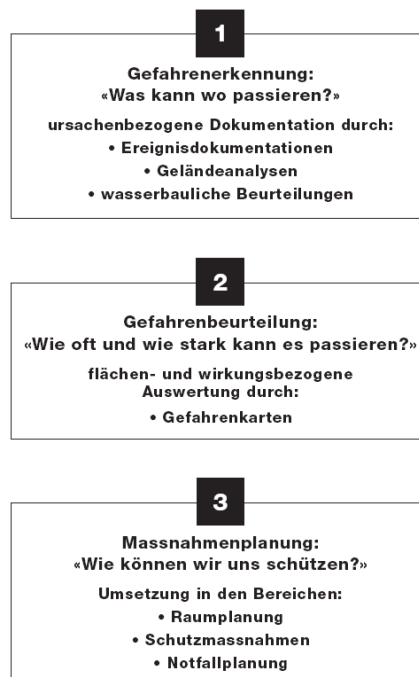 1
Gefahrenerkennung:
«Was kann wo passieren?»
ursachenbezogene Dokumentation durch:
• Ereignisdokumentationen
• Geländeanalysen
• wasserbauliche Beurteilungen
2
Gefahrenbeurteilung:
«Wie oft und wie stark kann es passieren?»
flächen- und wirkungsbezogene
Auswertung durch:
• Gefahrenkarten
3
Massnahmenplanung:
«Wie können wir uns schützen?»
Umsetzung in den Bereichen:
• Raumplanung
• Schutzmassnahmen
• Notfallplanung